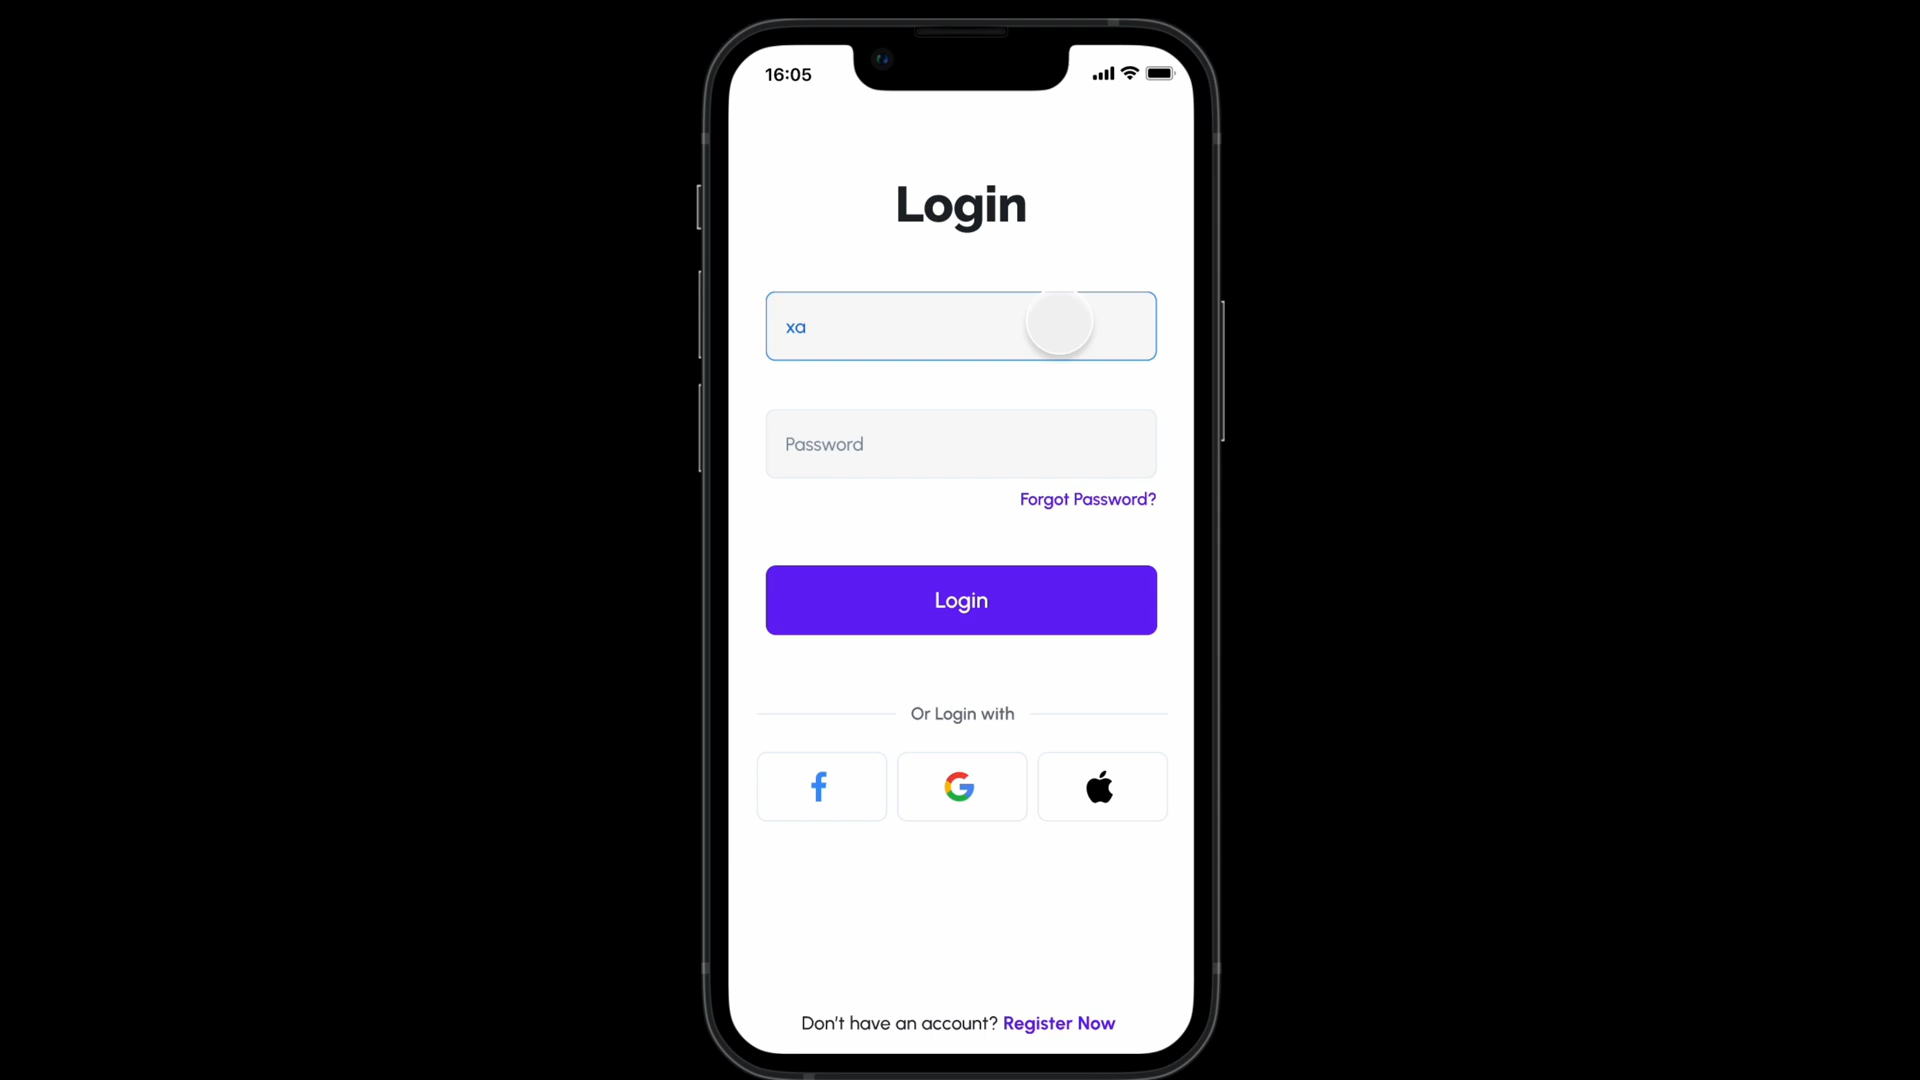 16:05
Login
xa
Password
Forgot Password?
Login
Or Login with
Don't have an account? Register Now